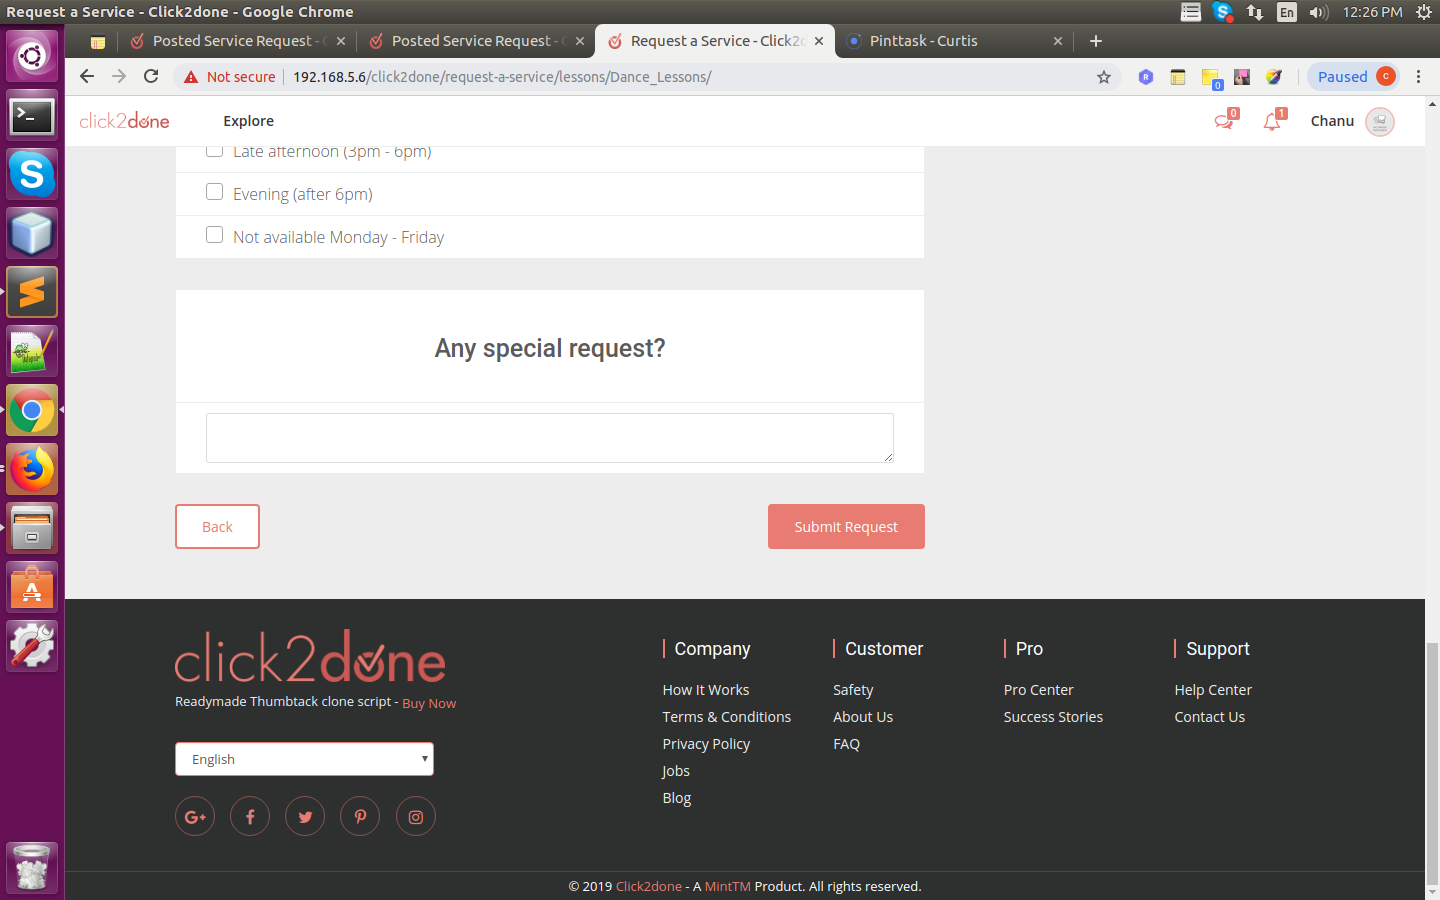 Request a Service - Click2done - Google Chrome
En
12:26 PM
Posted Service Request -
Posted Service Request -
Request a Service - Click2
Pinttask - Curtis
Not secure
192.168.5.6/click2done/request-a-service/lessons/Dance_Lessons/
0
Paused
C
click2done
Explore
0
1
Chanu
Late afternoon (3pm - 6pm)
Evening (after 6pm)
Not available Monday - Friday
Any special request?
Back
Submit Request
click2done
Readymade Thumbtack clone script - Buy Now
English
Company
How It Works
Terms & Conditions
Privacy Policy
Jobs
Blog
Customer
Safety
About Us
FAQ
Pro
Pro Center
Success Stories
Support
Help Center
Contact Us
© 2019 Click2done - A MintTM Product. All rights reserved.